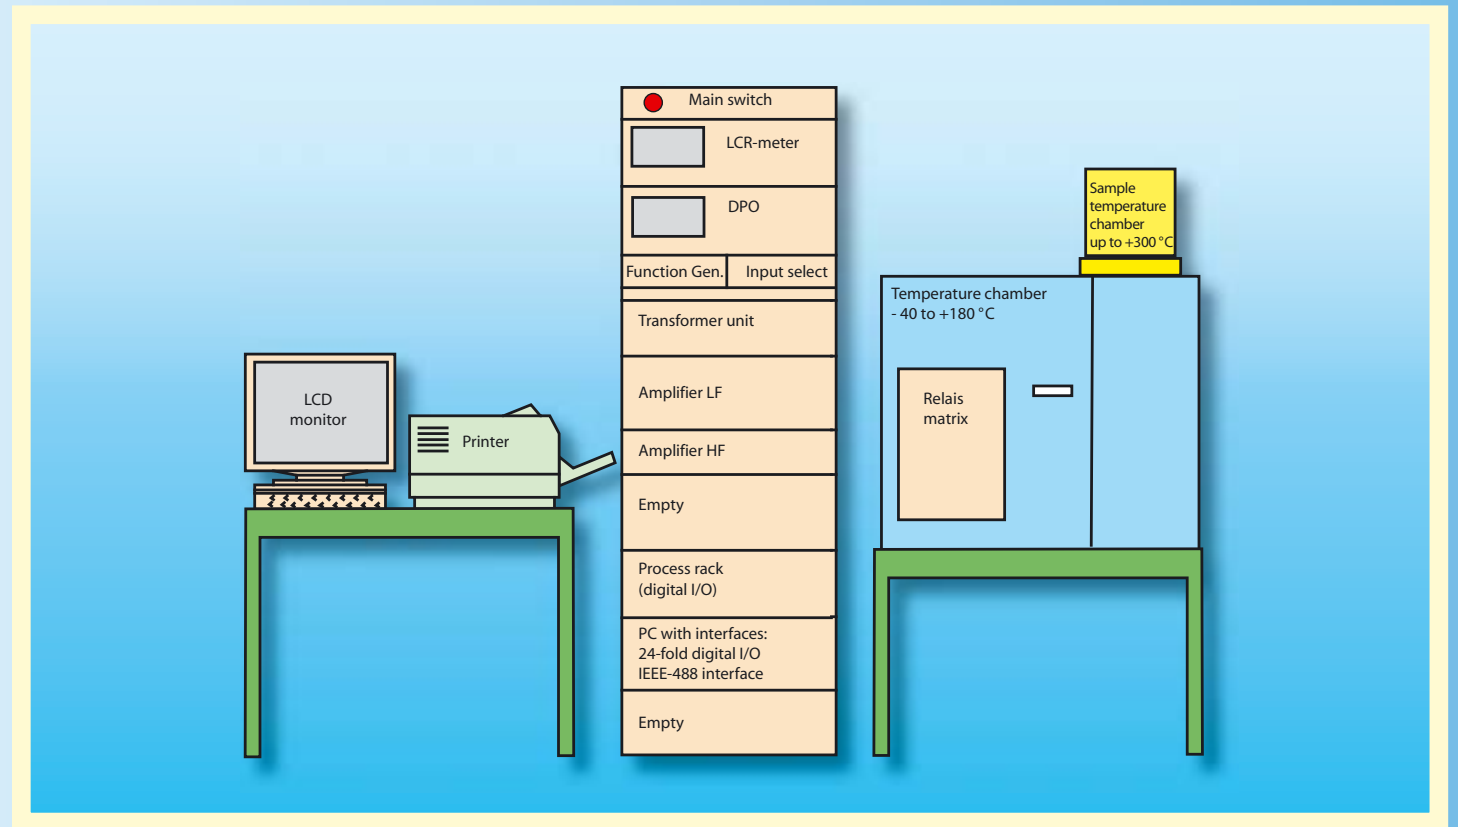 Main switch
LCR-meter
DPO
Function Gen.
Input select
Transformer unit
Amplifier LF
Amplifier HF
Empty
Process rack
(digital I/O)
PC with interfaces:
24-fold digital I/O
IEEE-488 interface
Empty
LCD
monitor
Printer
Sample
temperature
chamber
up to +300 °C
Temperature chamber
- 40 to +180 °C
Relais
matrix